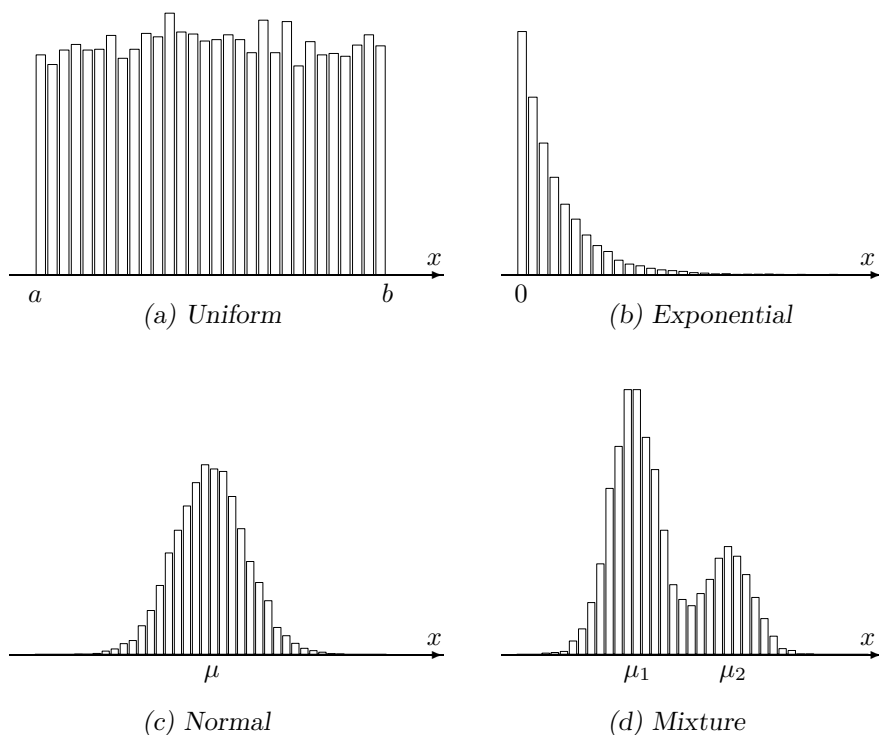 x
a
b
(a) Uniform
x
0
(b) Exponential
x
μ
(c) Normal
x
μ1
μ2
(d) Mixture